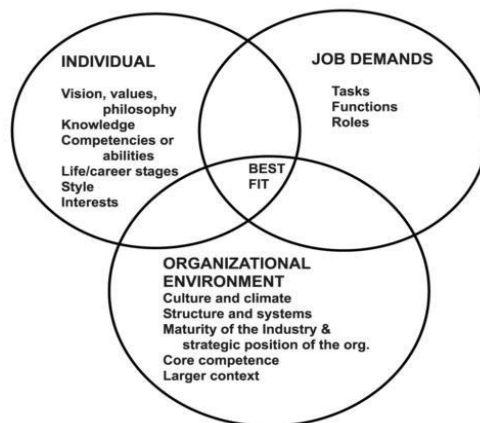 INDIVIDUAL
Vision, values,
philosophy
Knowledge
Competencies or
abilities
Life/career stages
Style
Interests
JOB DEMANDS
Tasks
Functions
Roles
BEST
FIT
ORGANIZATIONAL
ENVIRONMENT
Culture and climate
Structure and systems
Maturity of the Industry &
strategic position of the org.
Core competence
Larger context